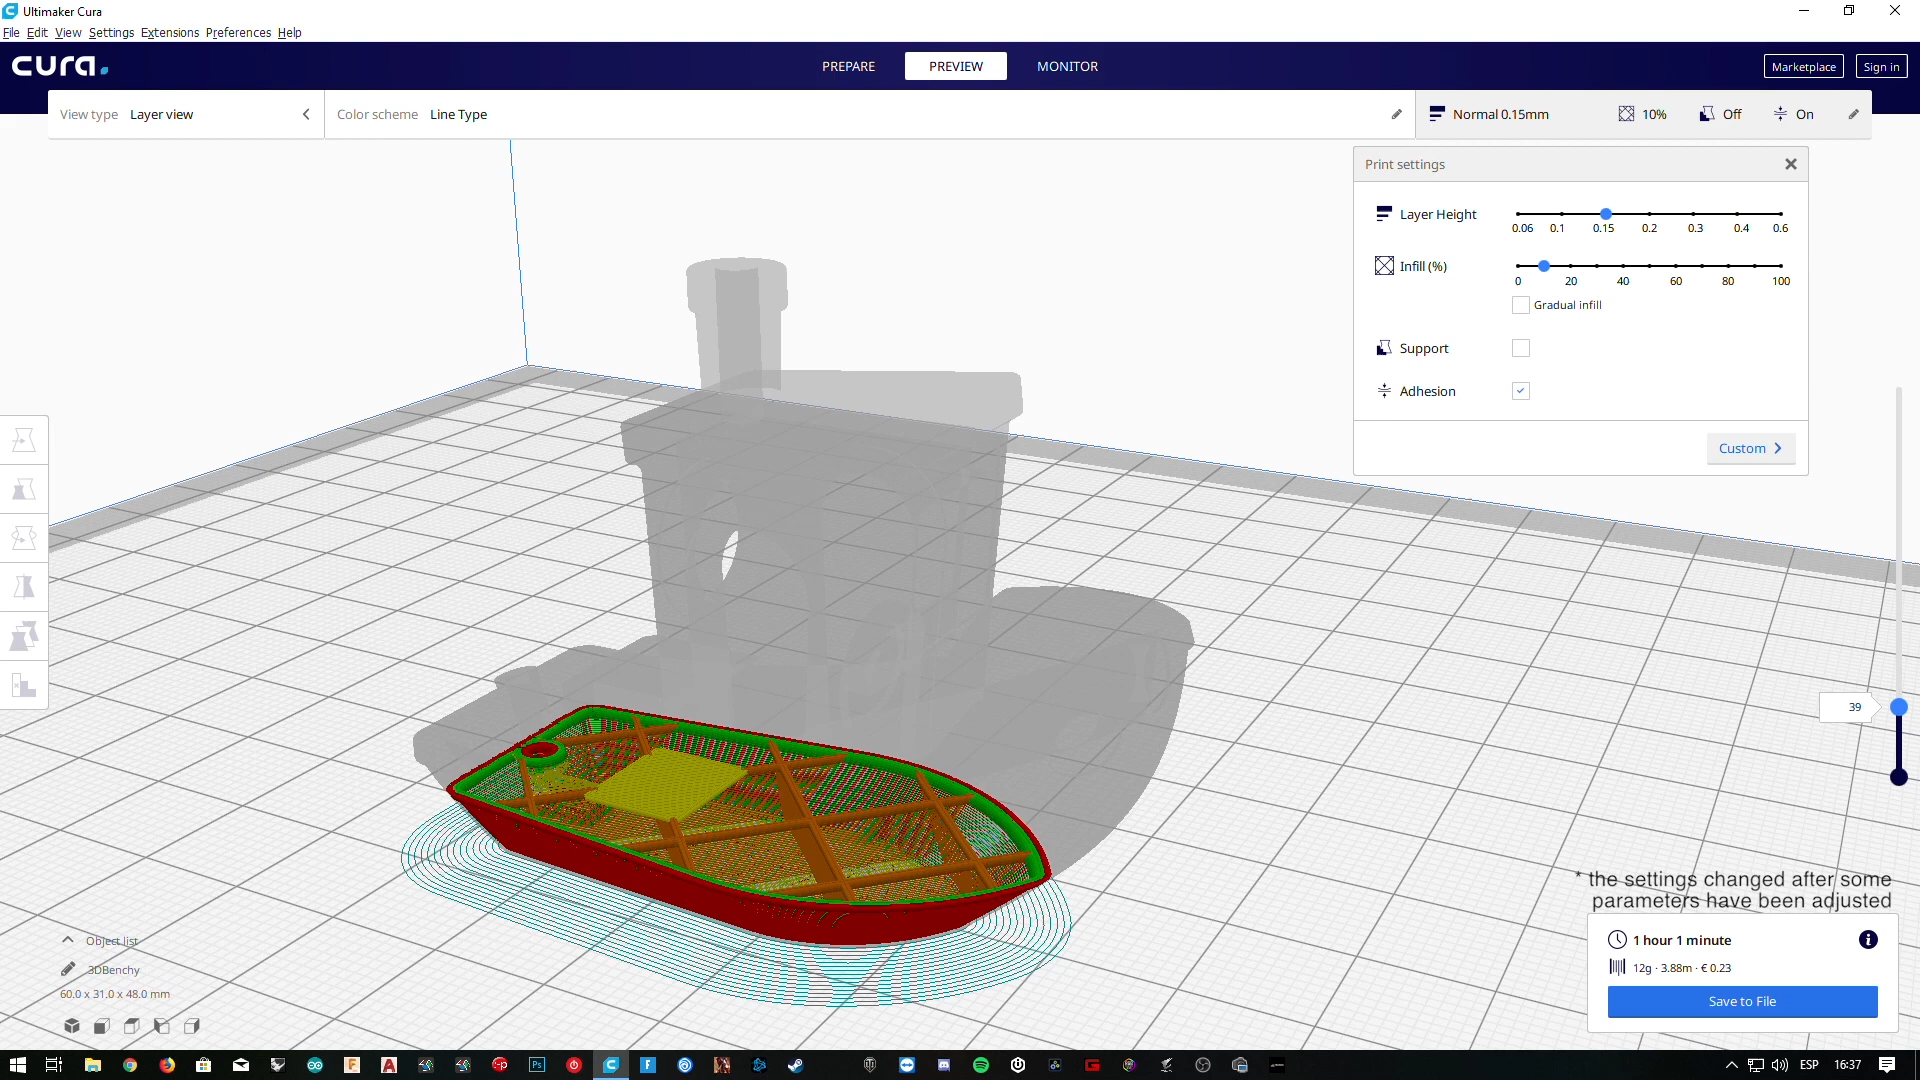 Ultimaker Cura
File Edit View Settings Extensions Preferences Help
cura.
PREPARE PREVIEW MONITOR
Marketplace Sign in
View type Layer view
Color scheme Line Type
Normal 0.15mm 10% Off On
Print settings
Layer Height
0.06 0.1 0.15 0.2 0.3 0.4 0.6
Infill (%)
0 20 40 60 80 100
Gradual infill
Support
Adhesion
Custom
39
* the settings changed after some
parameters have been adjusted
1 hour 1 minute
12g · 3.88m · € 0.23
Save to File
Object list
3DBenchy
60.0 x 31.0 x 48.0 mm
ESP 16:37